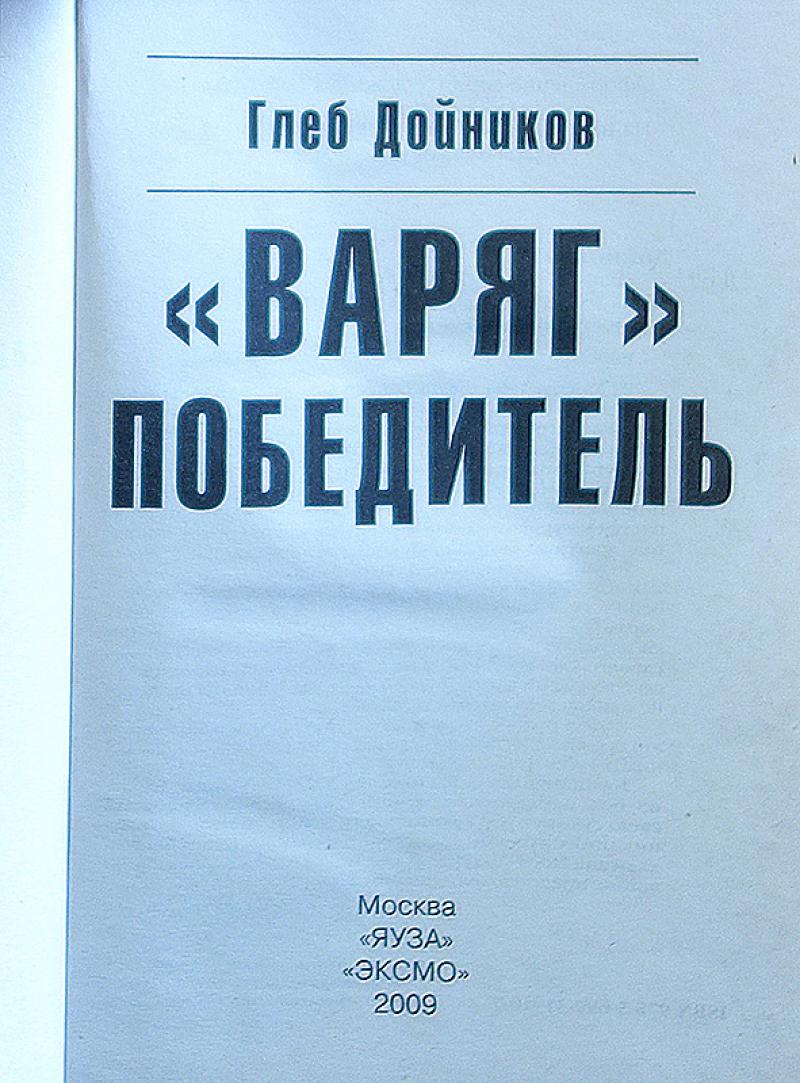 Глеб Дойников
«ВАРЯГ»
ПОБЕДИТЕЛЬ
Москва
«ЯУЗА»
«ЭКСМО»
2009